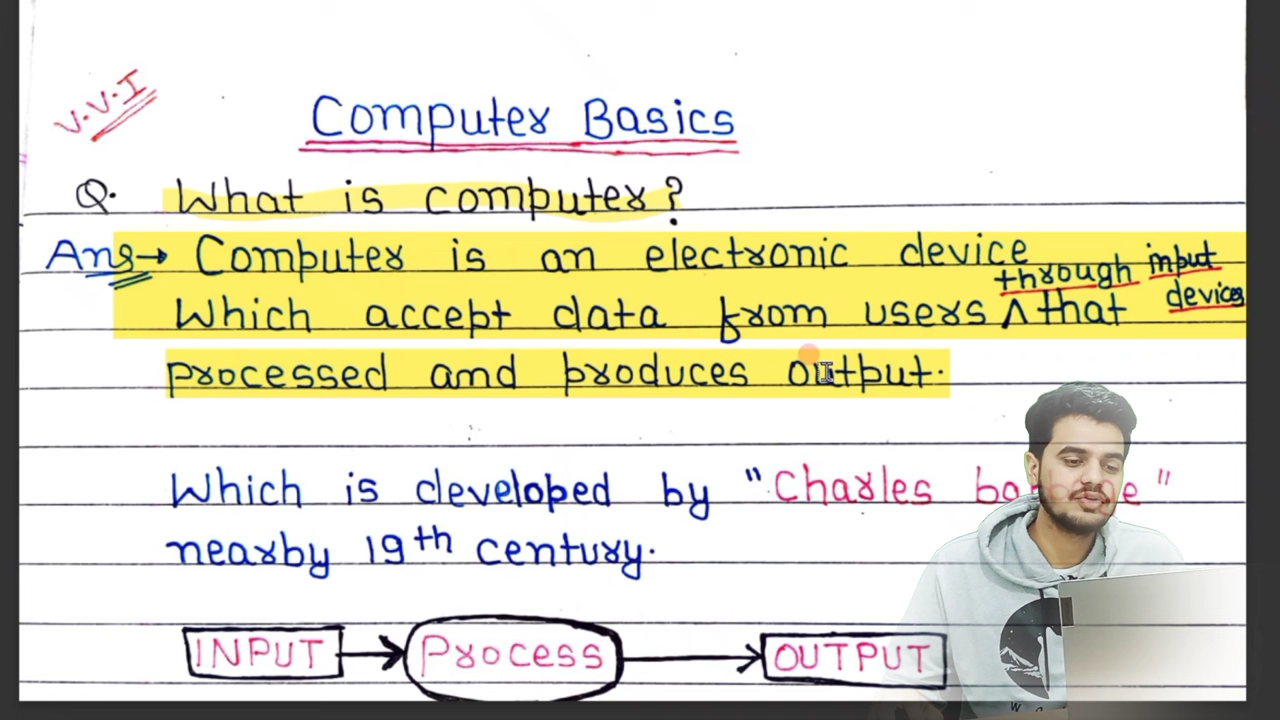 V.V.I
Computer Basics
Q. What is computer?
Ans→ Computer is an electronic device
through input devices
Which accept data from users ^ that
processed and produces output.
Which is developed by "Charles
nearby 19th century.
INPUT → Process → OUTPUT